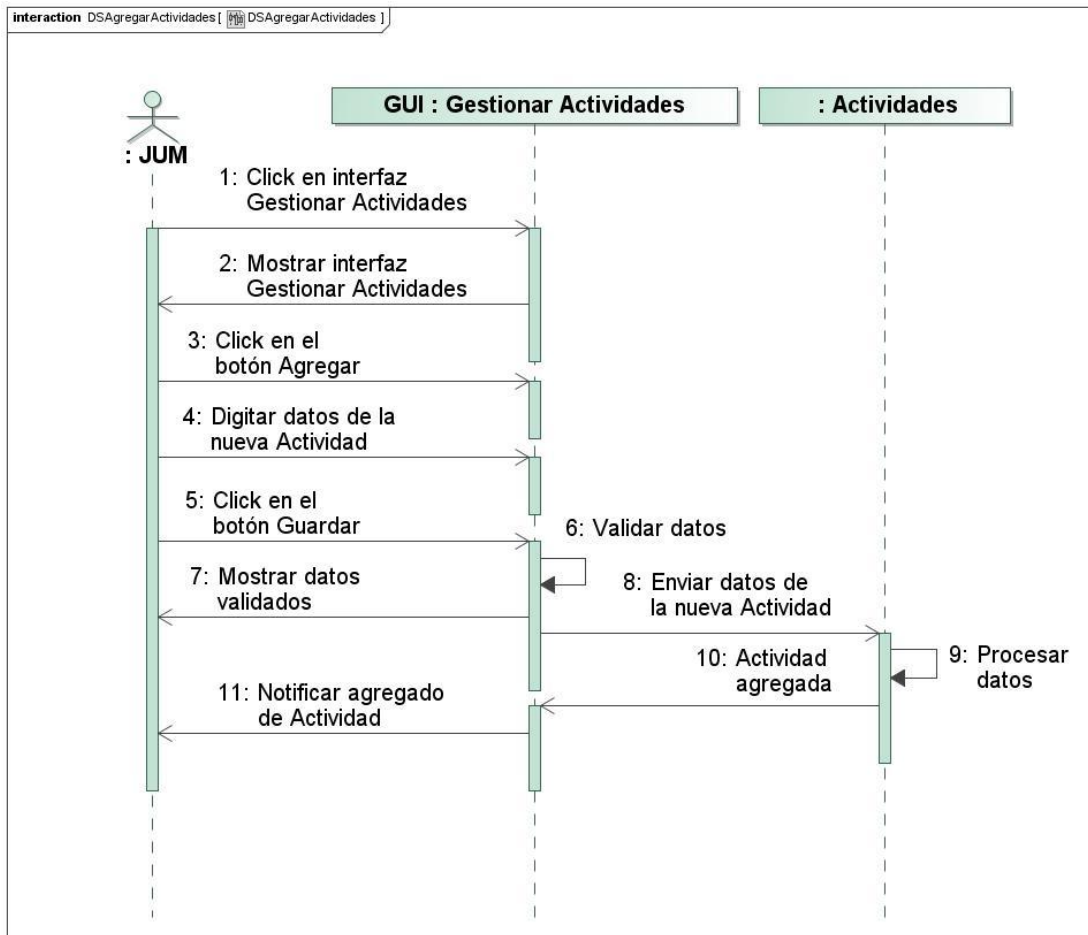 interaction DSAgregarActividades [ DSAgregarActividades ]
GUI : Gestionar Actividades
: Actividades
: JUM
1: Click en interfaz
Gestionar Actividades
2: Mostrar interfaz
Gestionar Actividades
3: Click en el
botón Agregar
4: Digitar datos de la
nueva Actividad
5: Click en el
botón Guardar
6: Validar datos
7: Mostrar datos
validados
8: Enviar datos de
la nueva Actividad
9: Procesar
datos
10: Actividad
agregada
11: Notificar agregado
de Actividad